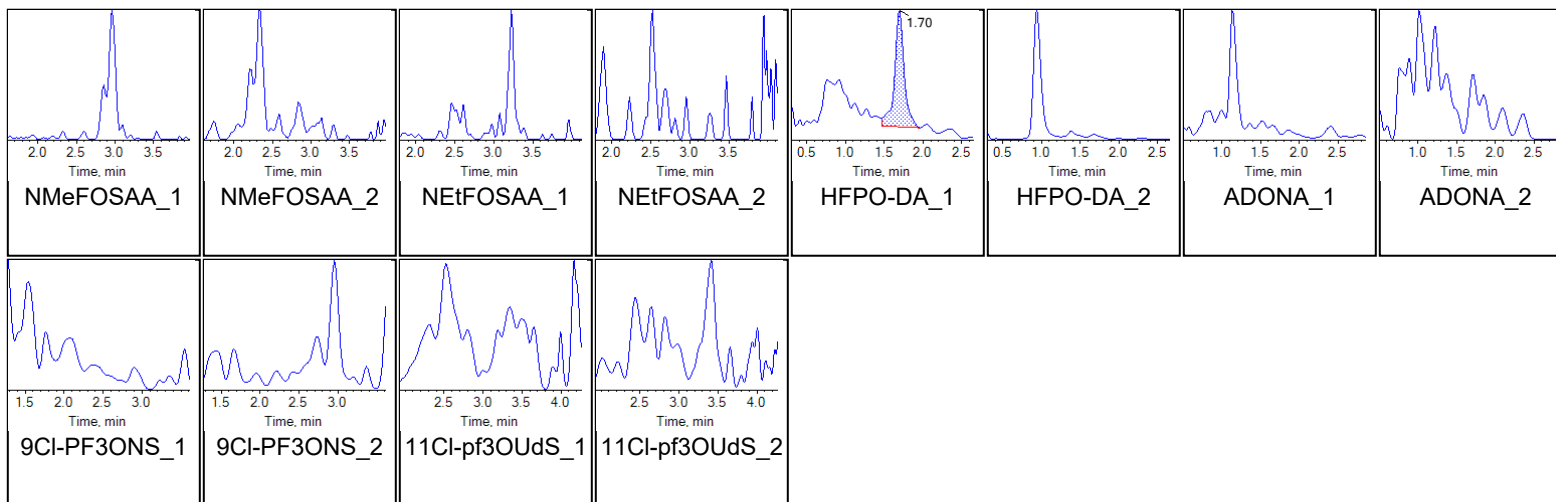 1.70
2.0 2.5 3.0 3.5 2.0 2.5 3.0 3.5 2.0 2.5 3.0 3.5 2.0 2.5 3.0 3.5 0.5 1.0 1.5 2.0 2.5 0.5 1.0 1.5 2.0 2.5 0.5 1.0 1.5 2.0 2.5 1.0 1.5 2.0 2.5
Time, min Time, min Time, min Time, min Time, min Time, min Time, min Time, min
NMeFOSAA_1 NMeFOSAA_2 NEtFOSAA_1 NEtFOSAA_2 HFPO-DA_1 HFPO-DA_2 ADONA_1 ADONA_2
1.5 2.0 2.5 3.0 1.5 2.0 2.5 3.0 2.5 3.0 3.5 4.0 2.5 3.0 3.5 4.0
Time, min Time, min Time, min Time, min
9Cl-PF3ONS_1 9Cl-PF3ONS_2 11Cl-pf3OUdS_1 11Cl-pf3OUdS_2